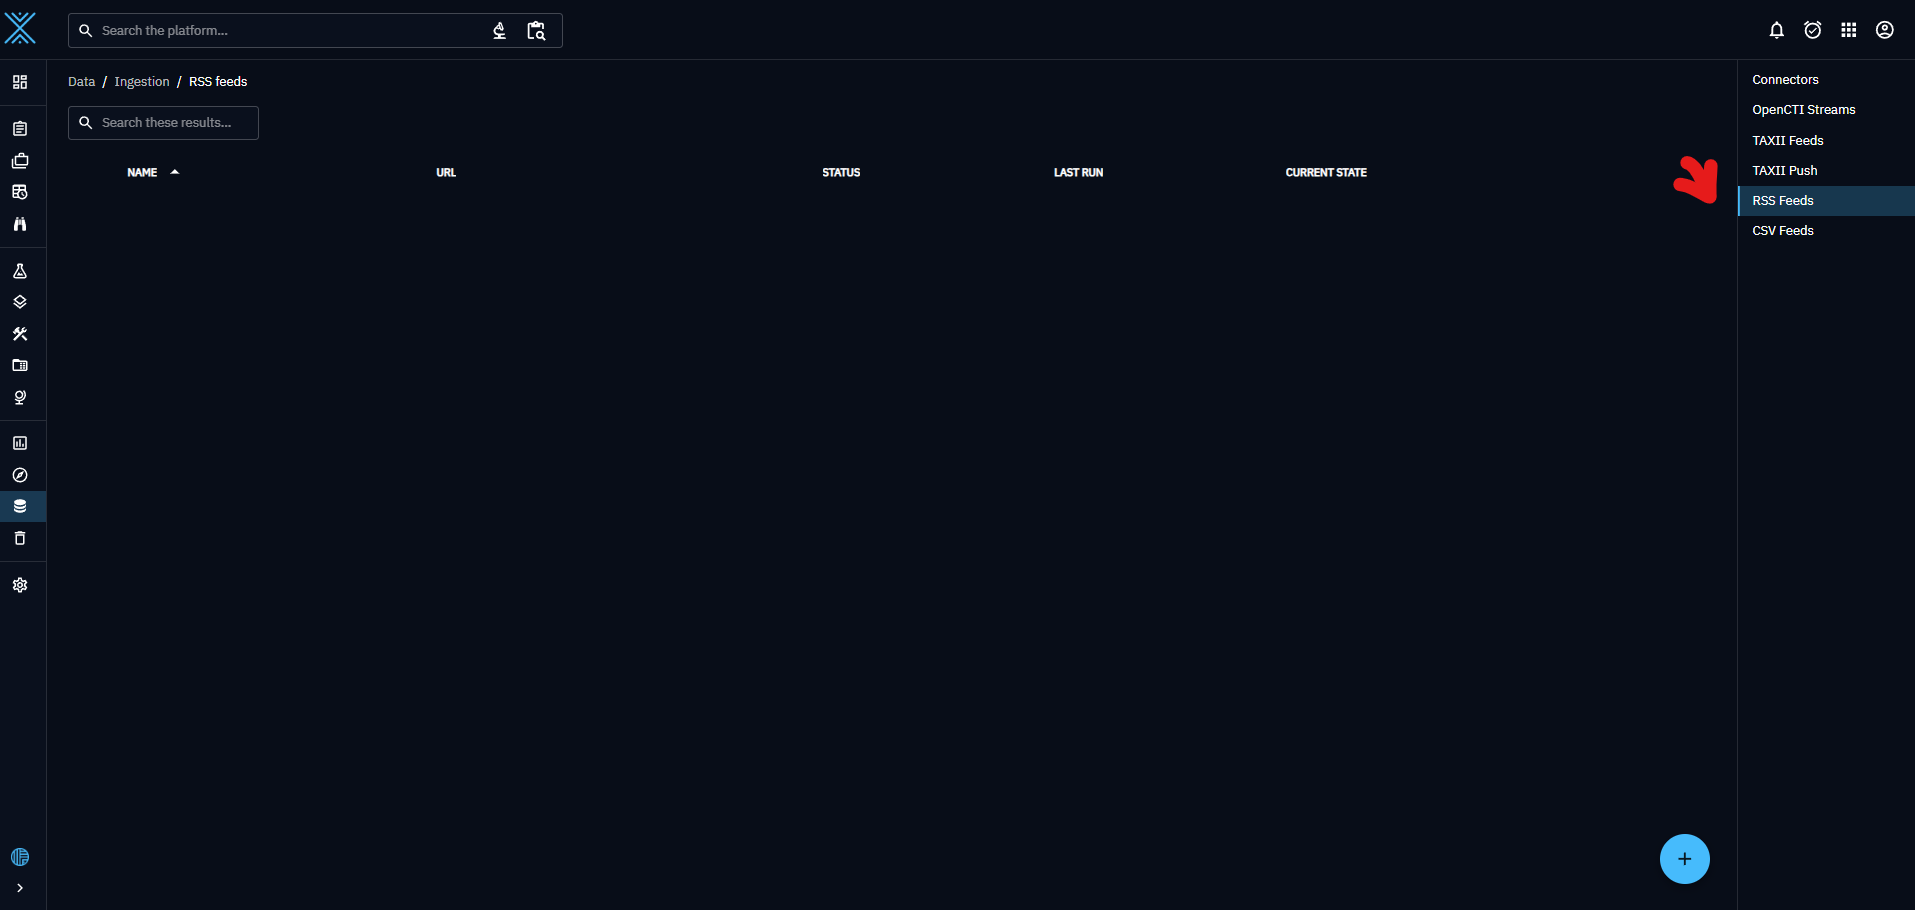 Search the platform...
Data / Ingestion / RSS feeds
Search these results...
NAME URL STATUS LAST RUN CURRENT STATE
Connectors
OpenCTI Streams
TAXII Feeds
TAXII Push
RSS Feeds
CSV Feeds